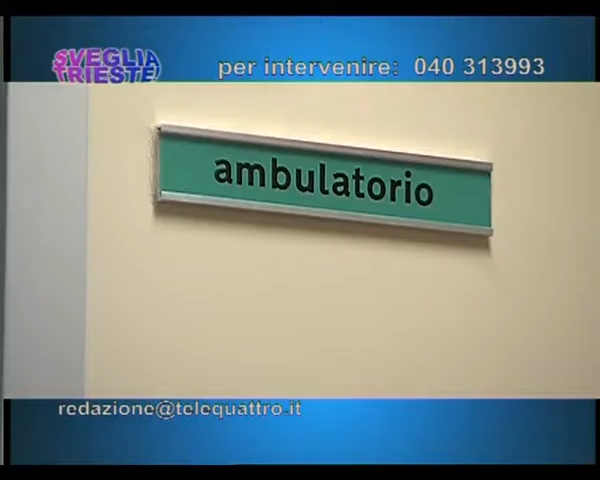 SVEGLIA
TRIESTE
per intervenire: 040 313993
ambulatorio
redazione@telequattro.it